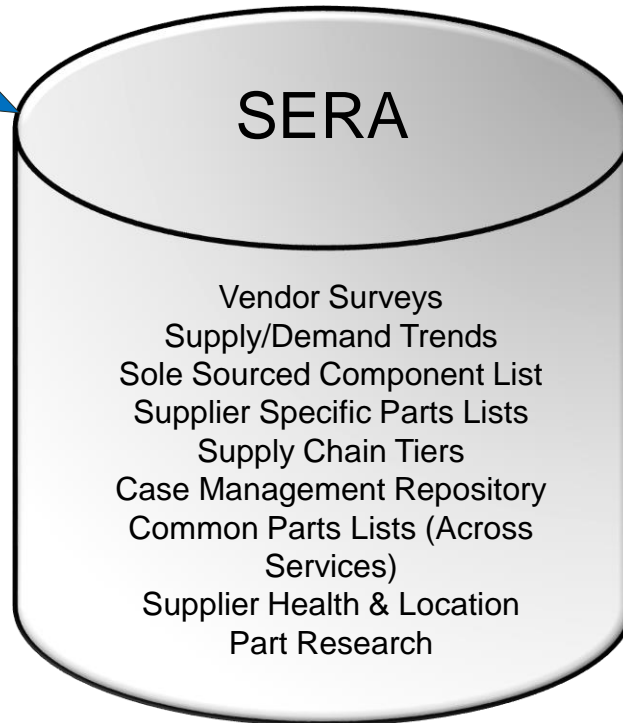 SERA
Vendor Surveys
Supply/Demand Trends
Sole Sourced Component List
Supplier Specific Parts Lists
Supply Chain Tiers
Case Management Repository
Common Parts Lists (Across
Services)
Supplier Health & Location
Part Research